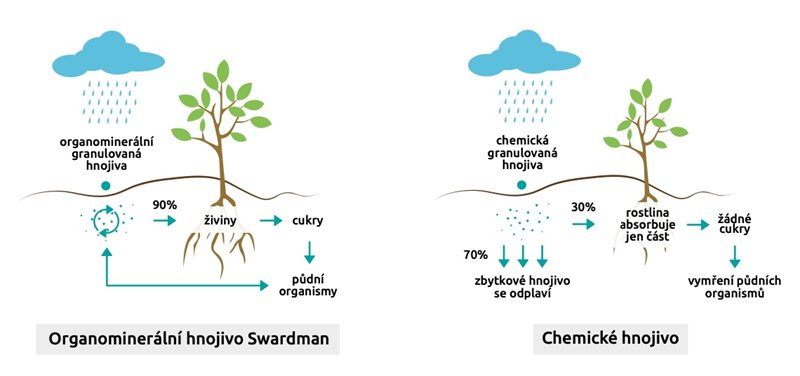 organominerální
granulovaná
hnojiva
90%
živiny
cukry
půdní
organismy
Organominerální hnojivo Swardman
chemická
granulovaná
hnojiva
30%
rostlina
absorbuje
jen část
žádné
cukry
70%
zbytkové hnojivo
se odplaví
vymření půdních
organismů
Chemické hnojivo